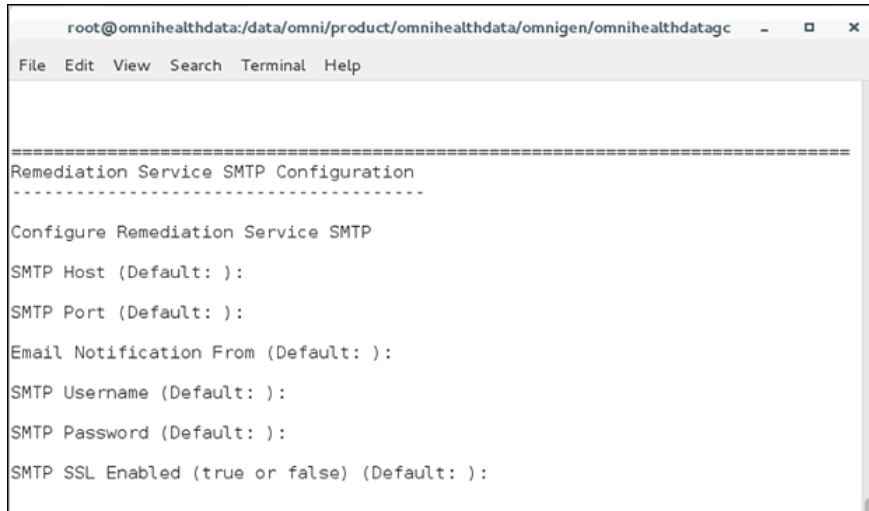 root@omnihealthdata:/data/omni/product/omnihealthdata/omnigen/omnihealthdatagc
File Edit View Search Terminal Help
================================================================================
Remediation Service SMTP Configuration
---------------------------------------
Configure Remediation Service SMTP
SMTP Host (Default: ):
SMTP Port (Default: ):
Email Notification From (Default: ):
SMTP Username (Default: ):
SMTP Password (Default: ):
SMTP SSL Enabled (true or false) (Default: ):